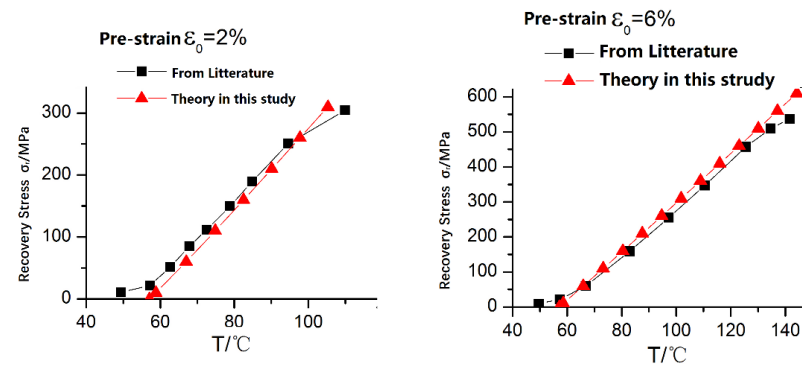 Pre-strain ε₀=2%
From Litterature
Theory in this study
Recovery Stress σᵣ/MPa
300
200
100
0
40
60
80
100
T/℃
Pre-strain ε₀=6%
From Litterature
Theory in this strudy
Recovery Stress σᵣ/MPa
600
500
400
300
200
100
0
40
60
80
100
120
140
T/℃